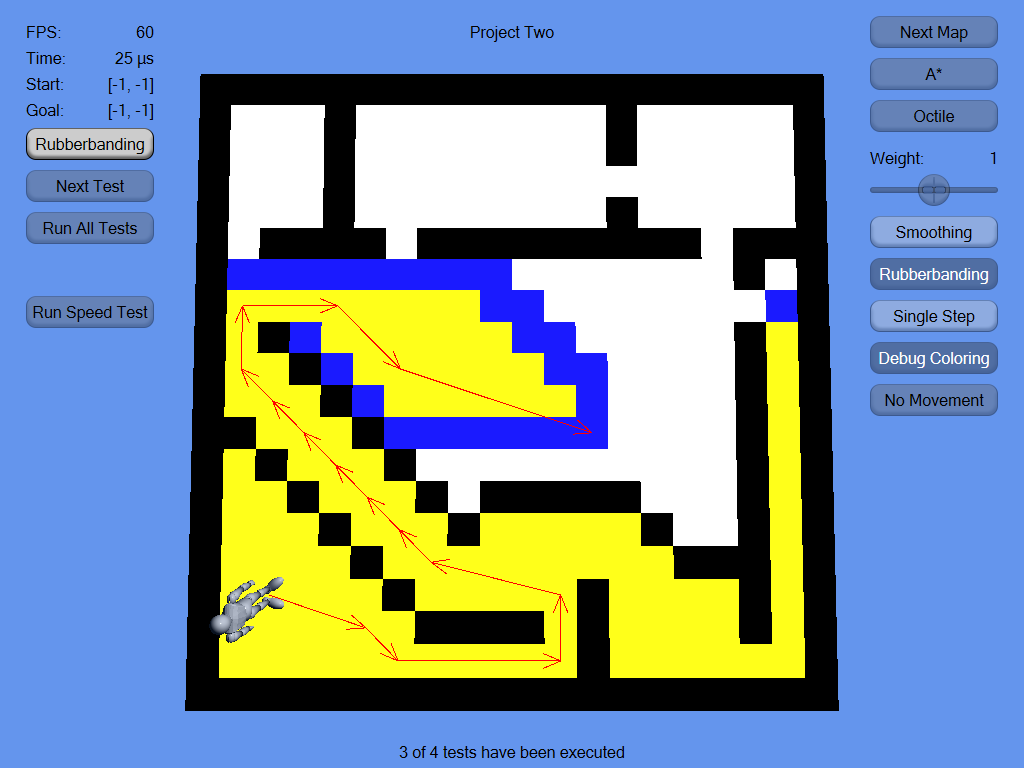 FPS: 60
Time: 25 µs
Start: [-1, -1]
Goal: [-1, -1]
Rubberbanding
Next Test
Run All Tests
Run Speed Test
Project Two
Next Map
A*
Octile
Weight: 1
Smoothing
Rubberbanding
Single Step
Debug Coloring
No Movement
3 of 4 tests have been executed